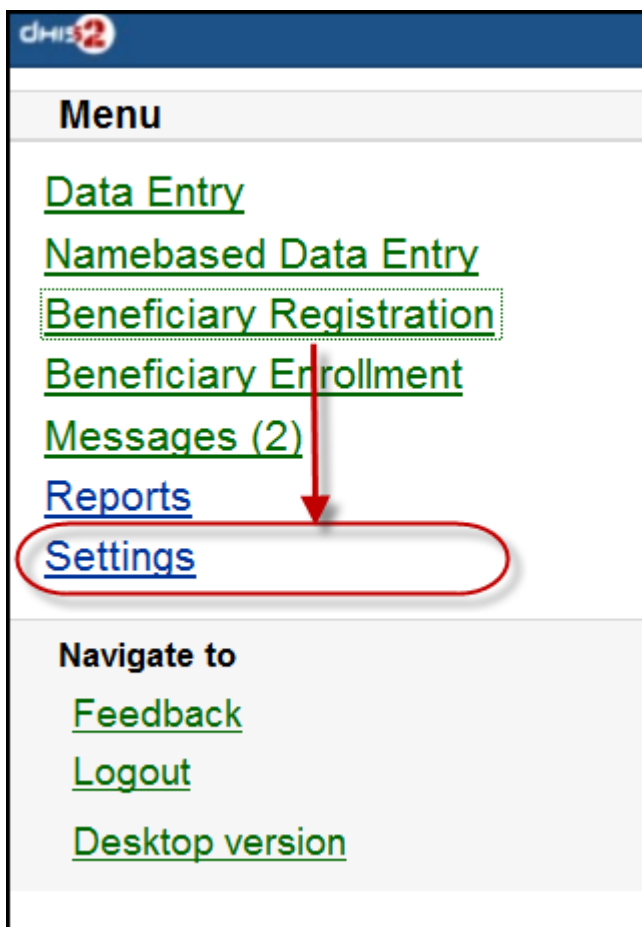 dHIS2
Menu
Data Entry
Namebased Data Entry
Beneficiary Registration
Beneficiary Enrollment
Messages (2)
Reports
Settings
Navigate to
Feedback
Logout
Desktop version